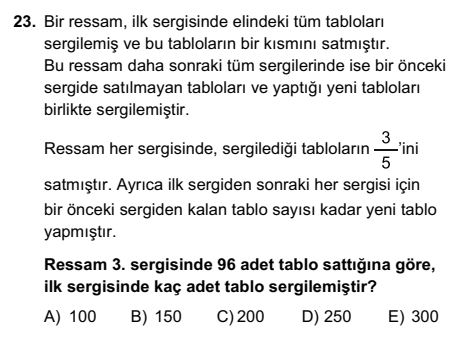 23. Bir ressam, ilk sergisinde elindeki tüm tabloları
sergilemiş ve bu tabloların bir kısmını satmıştır.
Bu ressam daha sonraki tüm sergilerinde ise bir önceki
sergide satılmayan tabloları ve yaptığı yeni tabloları
birlikte sergilemiştir.
Ressam her sergisinde, sergilediği tabloların 3/5'ini
satmıştır. Ayrıca ilk sergiden sonraki her sergisi için
bir önceki sergiden kalan tablo sayısı kadar yeni tablo
yapmıştır.
Ressam 3. sergisinde 96 adet tablo sattığına göre,
ilk sergisinde kaç adet tablo sergilemiştir?
A) 100 B) 150 C) 200 D) 250 E) 300